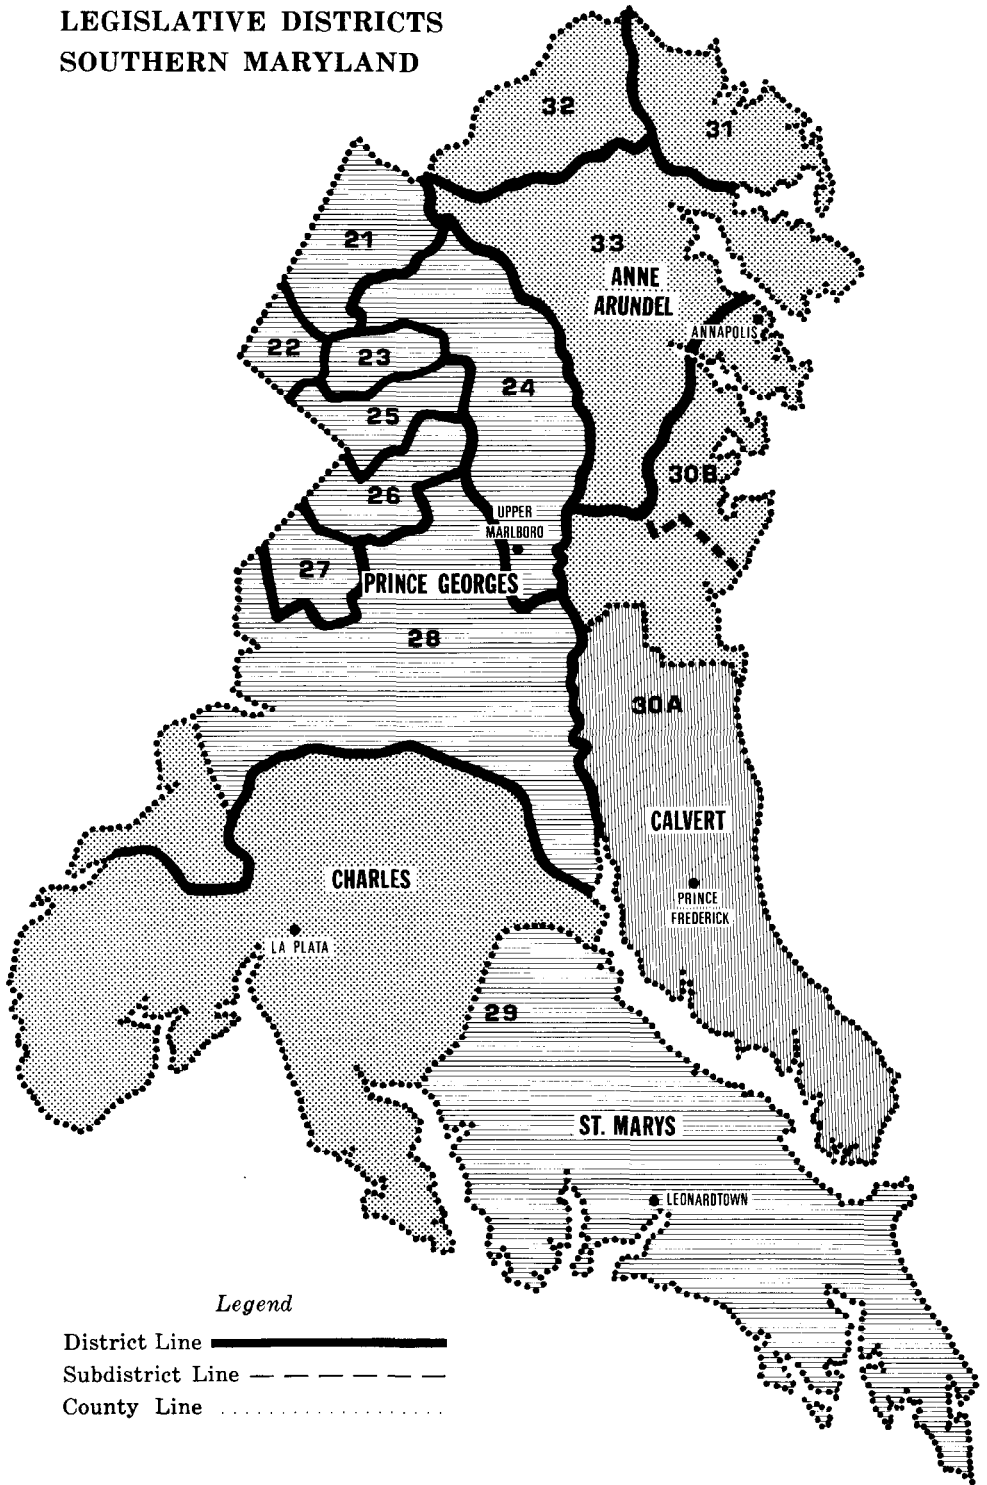 LEGISLATIVE DISTRICTS
SOUTHERN MARYLAND
32
31
21
33
ANNE
ARUNDEL
ANNAPOLIS
22
23
24
25
30B
26
UPPER
MARLBORO
27
PRINCE GEORGES
28
30A
CALVERT
CHARLES
PRINCE
FREDERICK
LA PLATA
29
ST. MARYS
LEONARDTOWN
Legend
District Line
Subdistrict Line
County Line